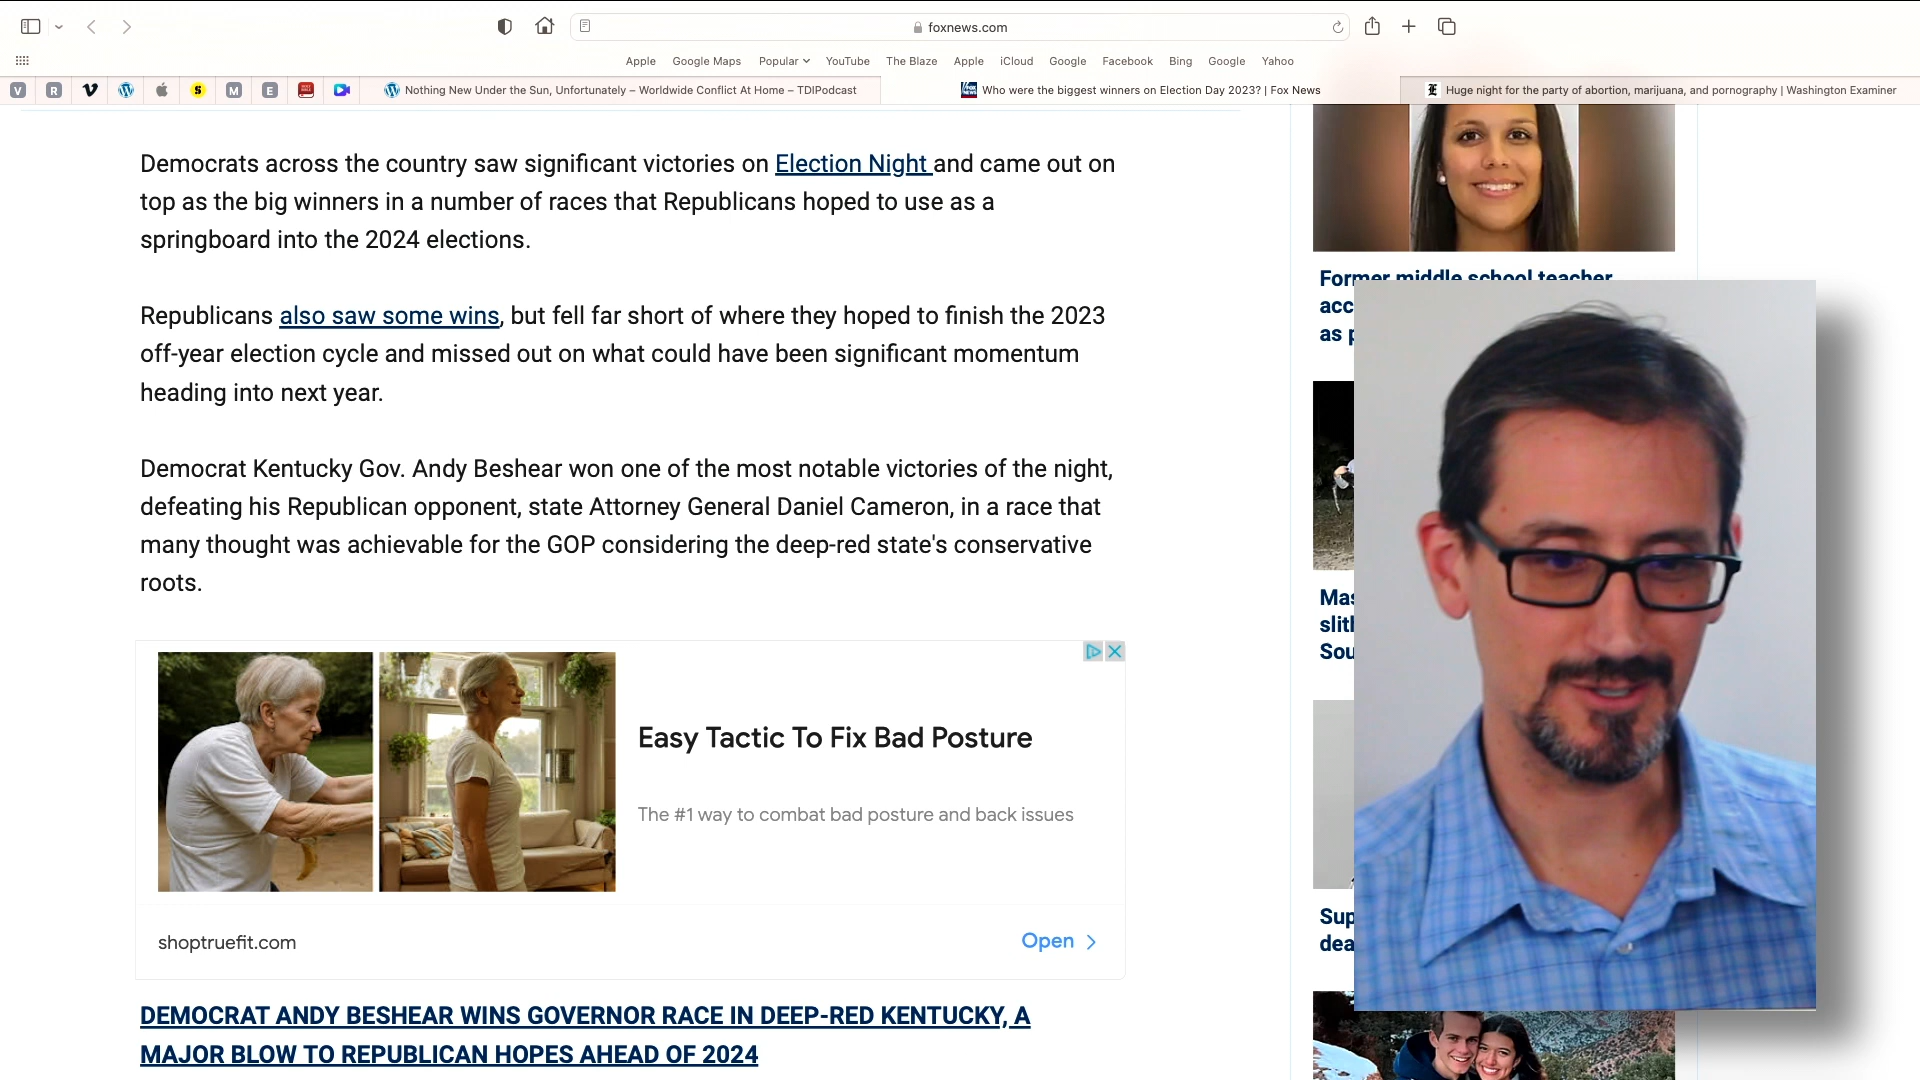 foxnews.com
Apple Google Maps Popular YouTube The Blaze Apple iCloud Google Facebook Bing Google Yahoo
V R S M E Nothing New Under the Sun, Unfortunately – Worldwide Conflict At Home – TDIPodcast Who were the biggest winners on Election Day 2023? | Fox News Huge night for the party of abortion, marijuana, and pornography | Washington Examiner
Democrats across the country saw significant victories on Election Night and came out on
top as the big winners in a number of races that Republicans hoped to use as a
springboard into the 2024 elections.
Republicans also saw some wins, but fell far short of where they hoped to finish the 2023
off-year election cycle and missed out on what could have been significant momentum
heading into next year.
Democrat Kentucky Gov. Andy Beshear won one of the most notable victories of the night,
defeating his Republican opponent, state Attorney General Daniel Cameron, in a race that
many thought was achievable for the GOP considering the deep-red state's conservative
roots.
Easy Tactic To Fix Bad Posture
The #1 way to combat bad posture and back issues
shoptruefit.com
Open
DEMOCRAT ANDY BESHEAR WINS GOVERNOR RACE IN DEEP-RED KENTUCKY, A
MAJOR BLOW TO REPUBLICAN HOPES AHEAD OF 2024
Former middle school teacher
acc
as
Mas
slit
Sou
Sup
dea